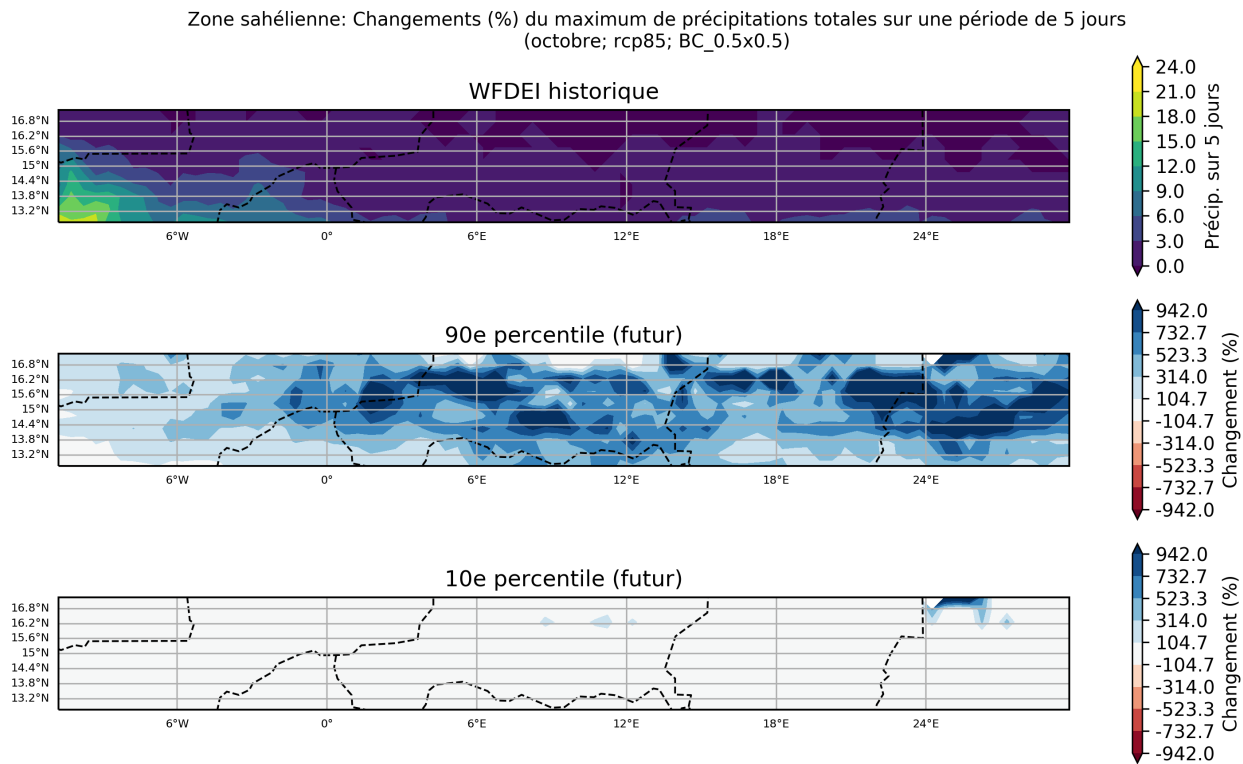 Zone sahélienne: Changements (%) du maximum de précipitations totales sur une période de 5 jours
(octobre; rcp85; BC_0.5x0.5)
WFDEI historique
16.8°N
16.2°N
15.6°N
15°N
14.4°N
13.8°N
13.2°N
6°W
0°
6°E
12°E
18°E
24°E
24.0
21.0
18.0
15.0
12.0
9.0
6.0
3.0
0.0
Précip. sur 5 jours
90e percentile (futur)
16.8°N
16.2°N
15.6°N
15°N
14.4°N
13.8°N
13.2°N
6°W
0°
6°E
12°E
18°E
24°E
942.0
732.7
523.3
314.0
104.7
-104.7
-314.0
-523.3
-732.7
-942.0
Changement (%)
10e percentile (futur)
16.8°N
16.2°N
15.6°N
15°N
14.4°N
13.8°N
13.2°N
6°W
0°
6°E
12°E
18°E
24°E
942.0
732.7
523.3
314.0
104.7
-104.7
-314.0
-523.3
-732.7
-942.0
Changement (%)